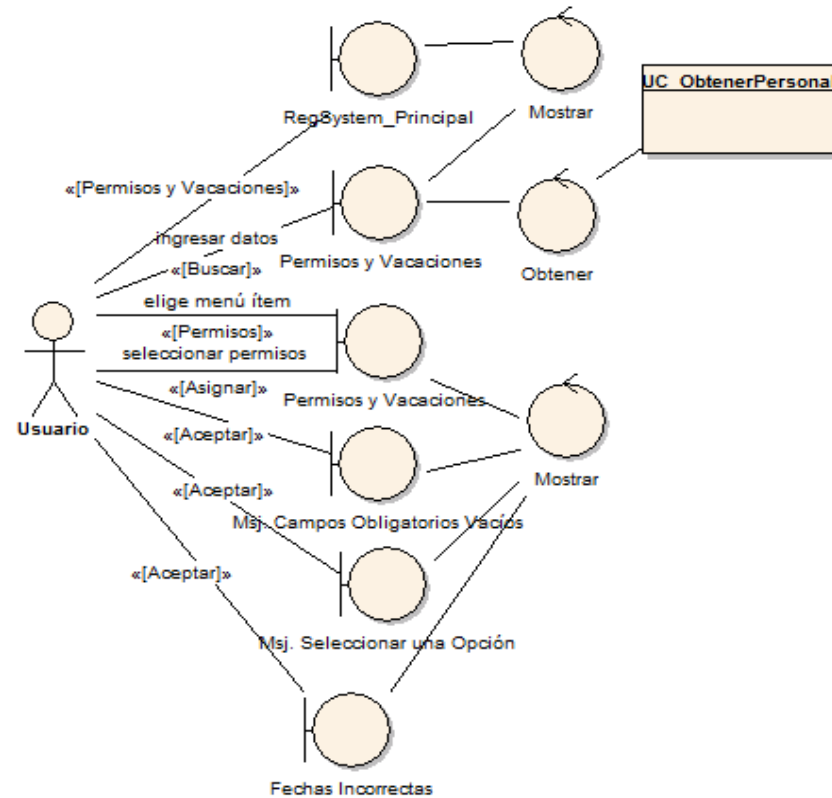 RegSystem_Principal
Mostrar
UC_ObtenerPersonal
«[Permisos y Vacaciones]»
ingresar datos
«[Buscar]»
Permisos y Vacaciones
Obtener
elige menú ítem
«[Permisos]»
seleccionar permisos
Permisos y Vacaciones
«[Asignar]»
Usuario
«[Aceptar]»
Mostrar
«[Aceptar]»
Msj. Campos Obligatorios Vacíos
«[Aceptar]»
Msj. Seleccionar una Opción
Fechas Incorrectas